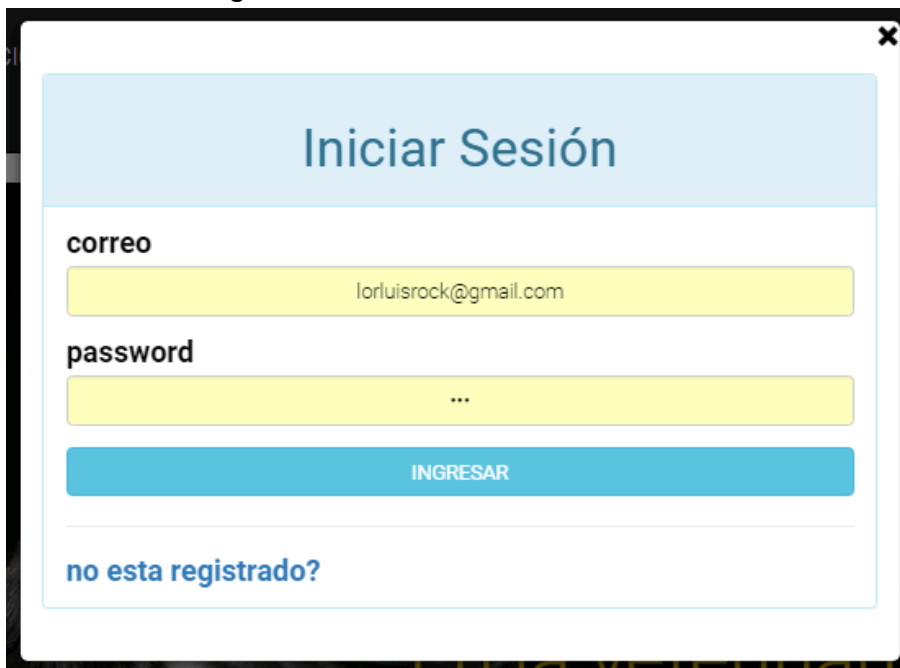 Iniciar Sesión
correo
lorluisrock@gmail.com
password
•••
INGRESAR
no esta registrado?